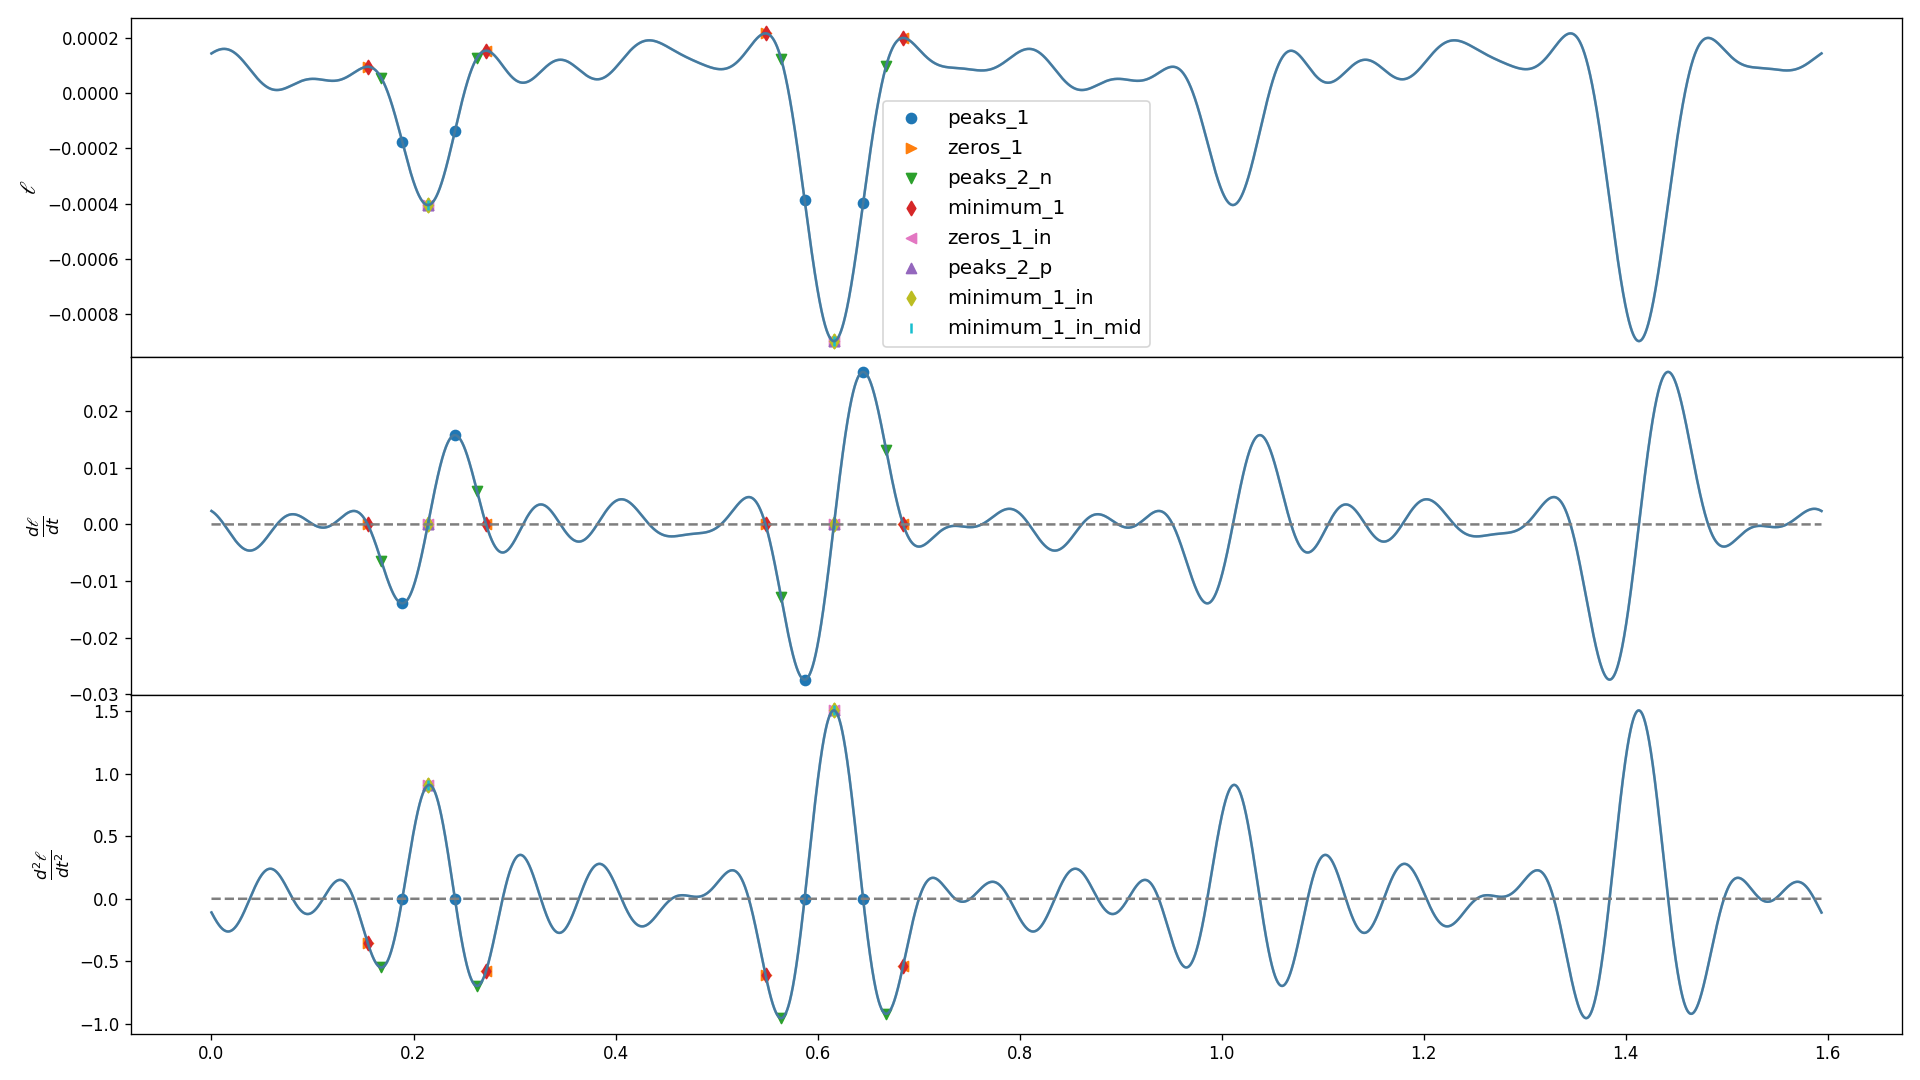 0.0002
0.0000
−0.0002
−0.0004
−0.0006
−0.0008
ℓ
peaks_1
zeros_1
peaks_2_n
minimum_1
zeros_1_in
peaks_2_p
minimum_1_in
minimum_1_in_mid
0.02
0.01
0.00
−0.01
−0.02
−0.03
dℓ
dt
1.5
1.0
0.5
0.0
−0.5
−1.0
d²ℓ
dt²
0.0 0.2 0.4 0.6 0.8 1.0 1.2 1.4 1.6